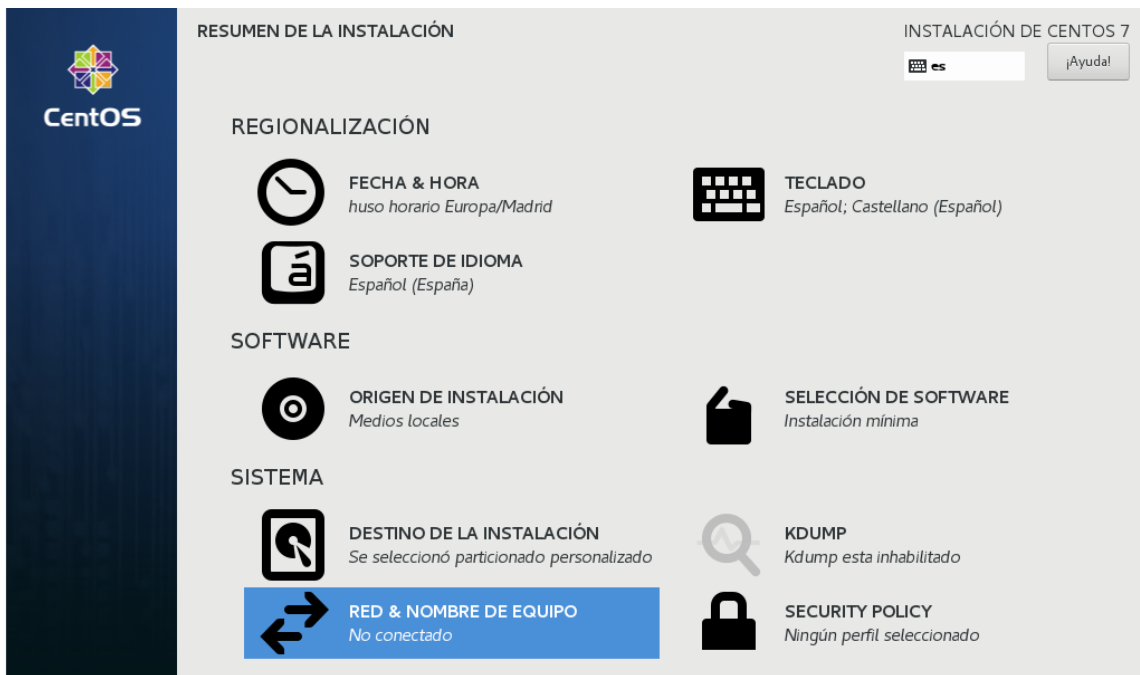 RESUMEN DE LA INSTALACIÓN
INSTALACIÓN DE CENTOS 7
es
¡Ayuda!
CentOS
REGIONALIZACIÓN
FECHA & HORA
huso horario Europa/Madrid
TECLADO
Español; Castellano (Español)
á
SOPORTE DE IDIOMA
Español (España)
SOFTWARE
ORIGEN DE INSTALACIÓN
Medios locales
SELECCIÓN DE SOFTWARE
Instalación mínima
SISTEMA
DESTINO DE LA INSTALACIÓN
Se seleccionó particionado personalizado
KDUMP
Kdump esta inhabilitado
RED & NOMBRE DE EQUIPO
No conectado
SECURITY POLICY
Ningún perfil seleccionado